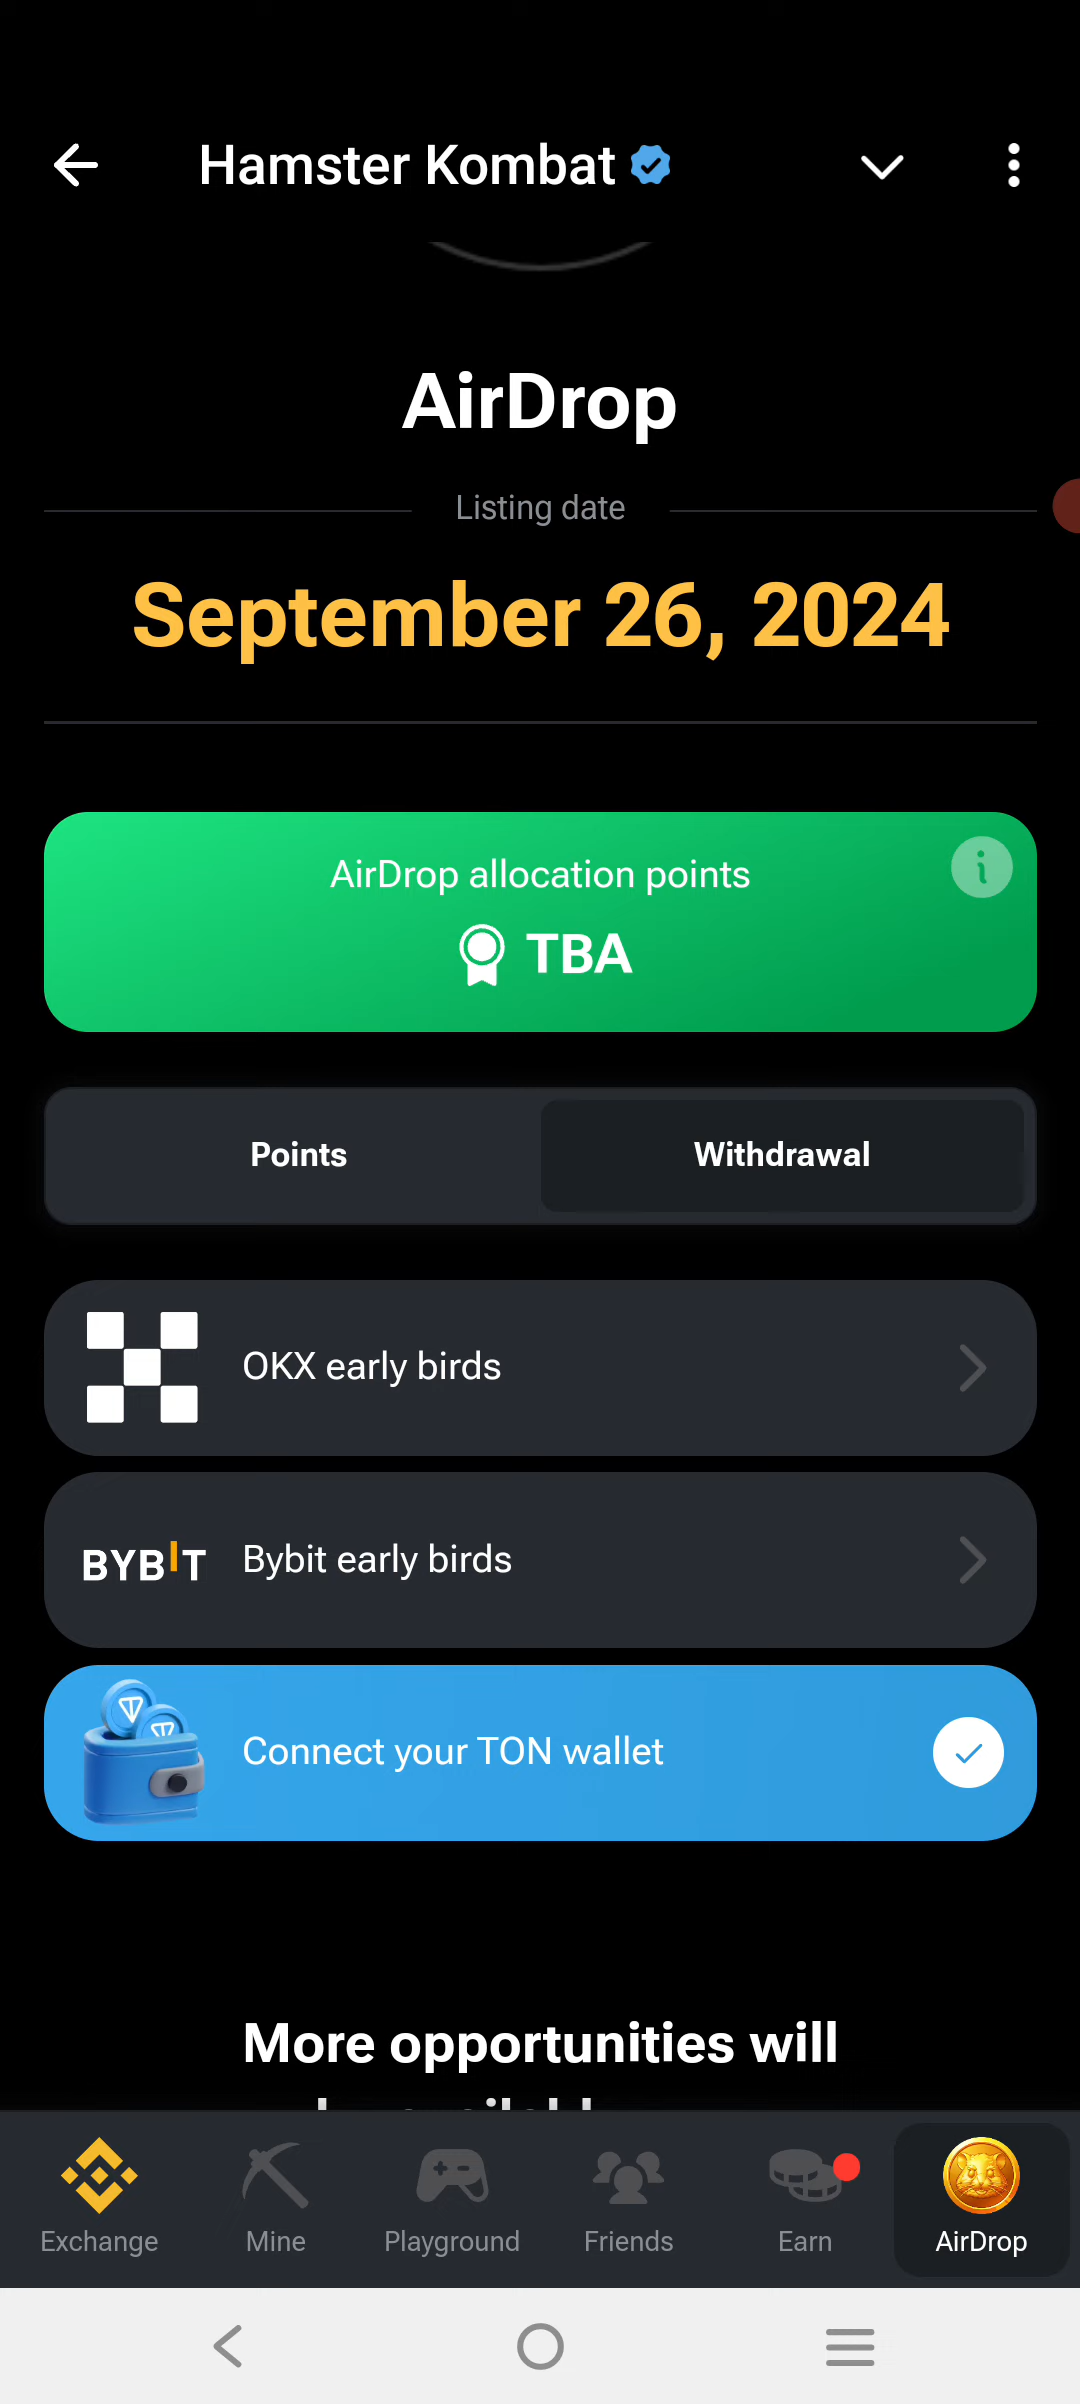 Hamster Kombat
AirDrop
Listing date
September 26, 2024
AirDrop allocation points
TBA
Points
Withdrawal
OKX early birds
BYBIT
Bybit early birds
Connect your TON wallet
More opportunities will
Exchange
Mine
Playground
Friends
Earn
AirDrop